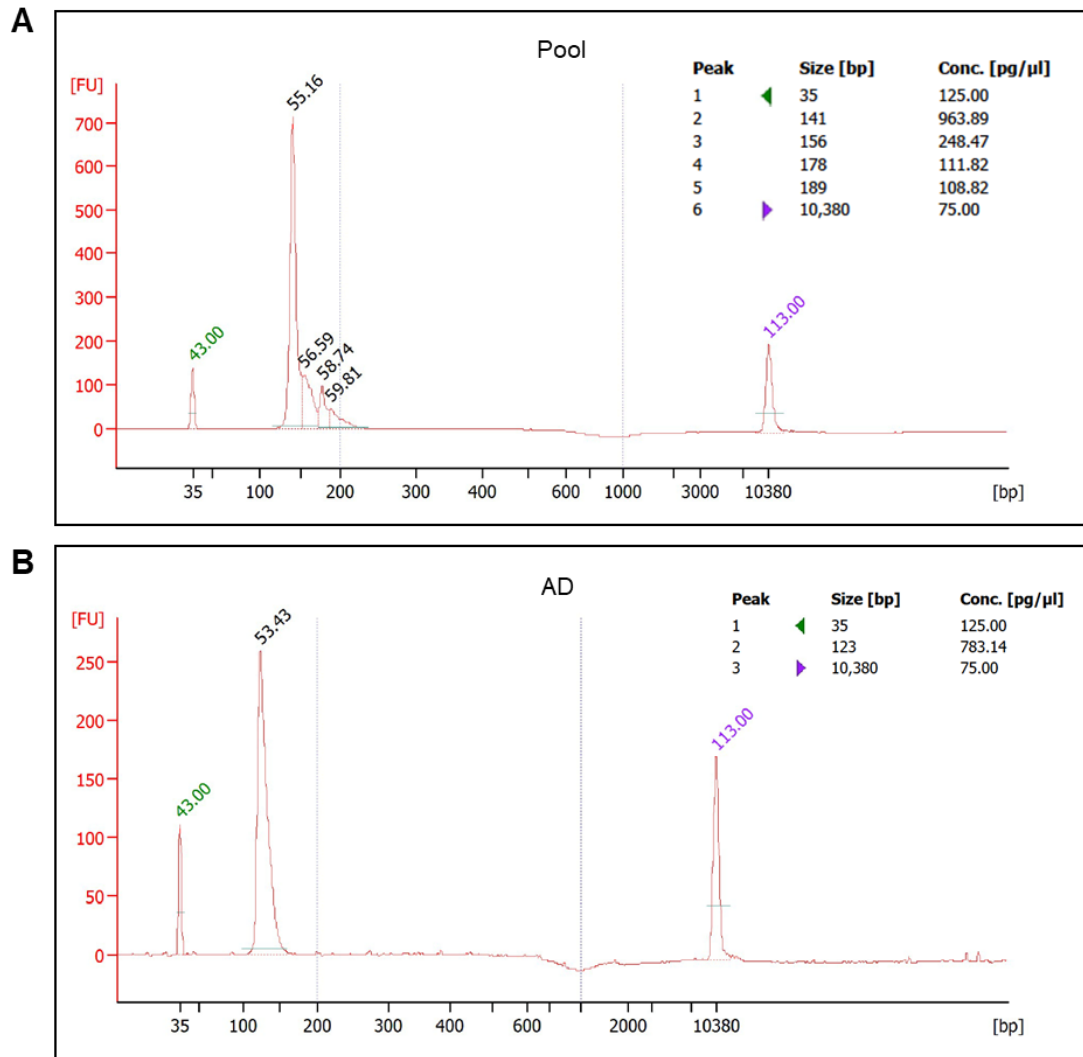 A
Pool
[FU]
700
600
500
400
300
200
100
0
43.00
55.16
56.59
58.74
59.81
113.00
Peak Size [bp] Conc. [pg/µl]
1 35 125.00
2 141 963.89
3 156 248.47
4 178 111.82
5 189 108.82
6 10,380 75.00
35 100 200 300 400 600 1000 3000 10380 [bp]
B
AD
[FU]
250
200
150
100
50
0
43.00
53.43
113.00
Peak Size [bp] Conc. [pg/µl]
1 35 125.00
2 123 783.14
3 10,380 75.00
35 100 200 300 400 600 2000 10380 [bp]